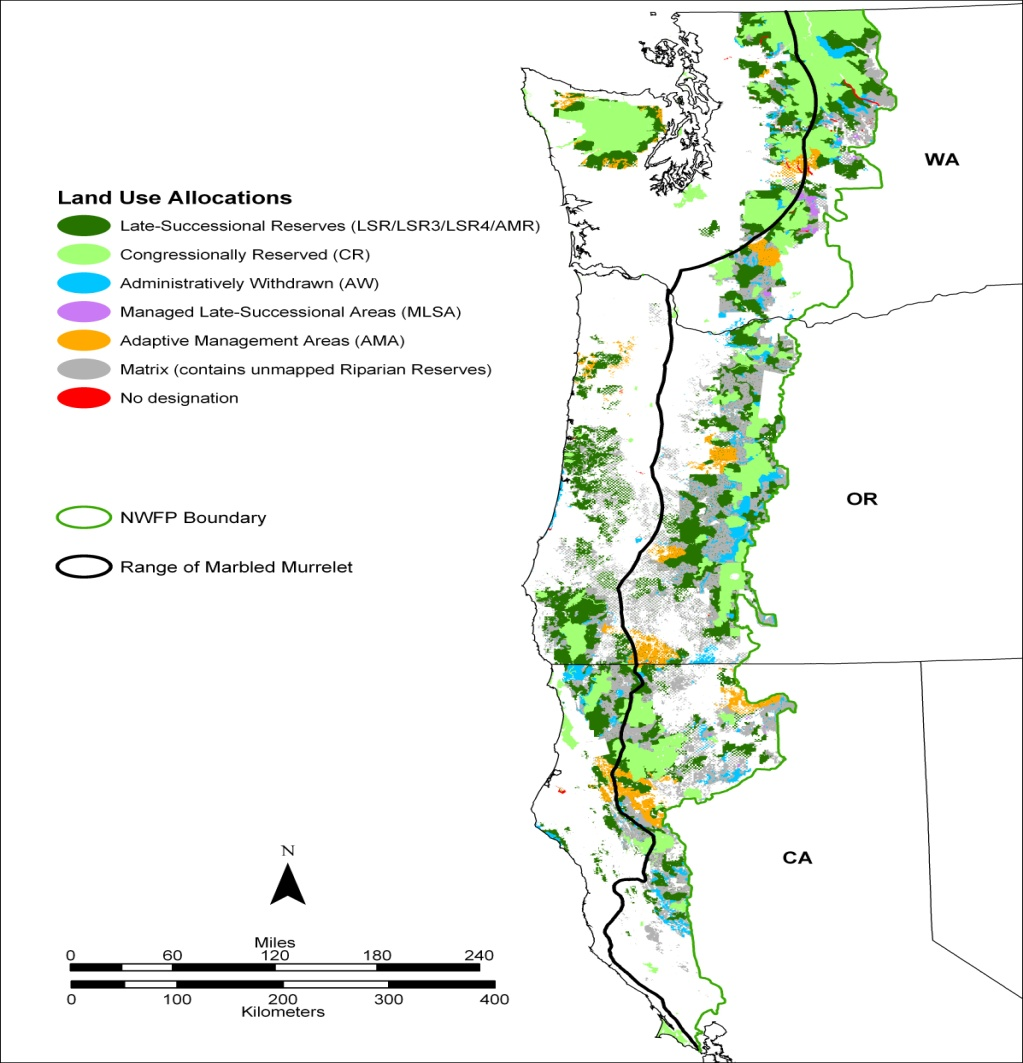 Land Use Allocations
Late-Successional Reserves (LSR/LSR3/LSR4/AMR)
Congressionally Reserved (CR)
Administratively Withdrawn (AW)
Managed Late-Successional Areas (MLSA)
Adaptive Management Areas (AMA)
Matrix (contains unmapped Riparian Reserves)
No designation
NWFP Boundary
Range of Marbled Murrelet
WA
OR
CA
N
Miles
0 60 120 180 240
0 100 200 300 400
Kilometers